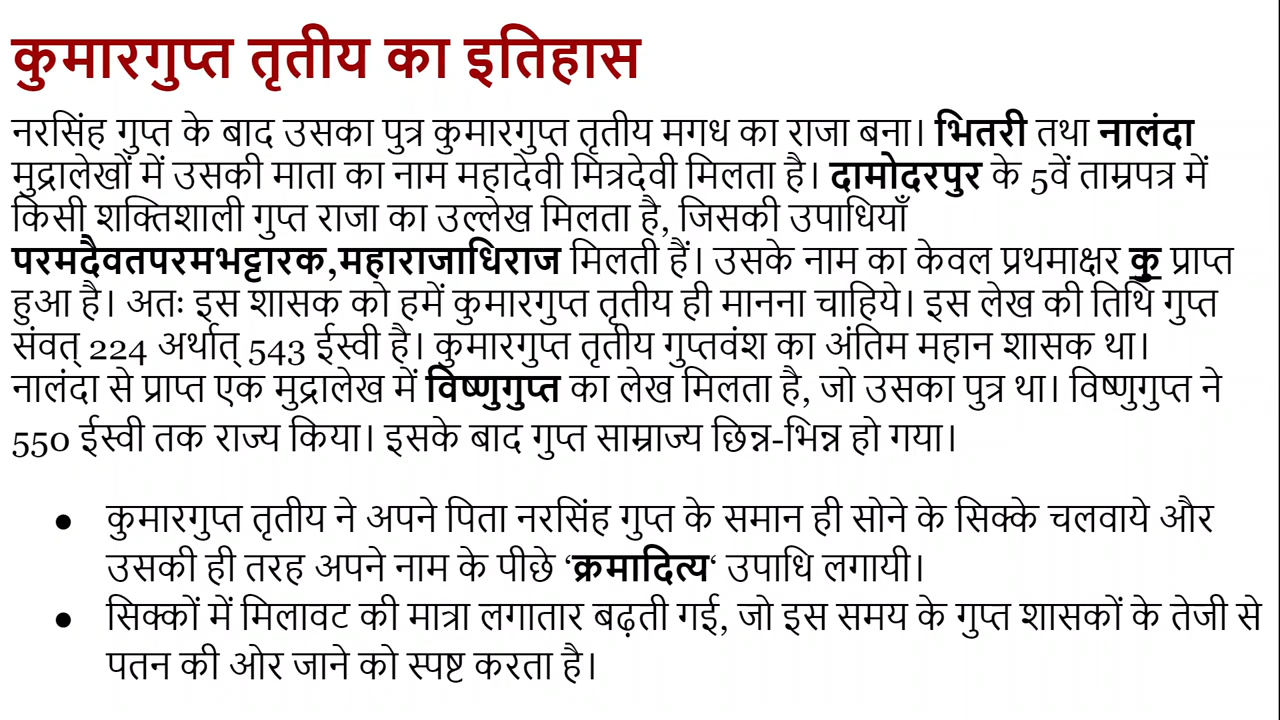 कुमारगुप्त तृतीय का इतिहास
नरसिंह गुप्त के बाद उसका पुत्र कुमारगुप्त तृतीय मगध का राजा बना। भितरी तथा नालंदा
मुद्रालेखों में उसकी माता का नाम महादेवी मित्रदेवी मिलता है। दामोदरपुर के 5वें ताम्रपत्र में
किसी शक्तिशाली गुप्त राजा का उल्लेख मिलता है, जिसकी उपाधियाँ
परमदैवतपरमभट्टारक,महाराजाधिराज मिलती हैं। उसके नाम का केवल प्रथमाक्षर कु प्राप्त
हुआ है। अतः इस शासक को हमें कुमारगुप्त तृतीय ही मानना चाहिये। इस लेख की तिथि गुप्त
संवत् 224 अर्थात् 543 ईस्वी है। कुमारगुप्त तृतीय गुप्तवंश का अंतिम महान शासक था।
नालंदा से प्राप्त एक मुद्रालेख में विष्णुगुप्त का लेख मिलता है, जो उसका पुत्र था। विष्णुगुप्त ने
550 ईस्वी तक राज्य किया। इसके बाद गुप्त साम्राज्य छिन्न-भिन्न हो गया।
● कुमारगुप्त तृतीय ने अपने पिता नरसिंह गुप्त के समान ही सोने के सिक्के चलवाये और
उसकी ही तरह अपने नाम के पीछे ‘क्रमादित्य‘ उपाधि लगायी।
● सिक्कों में मिलावट की मात्रा लगातार बढ़ती गई, जो इस समय के गुप्त शासकों के तेजी से
पतन की ओर जाने को स्पष्ट करता है।